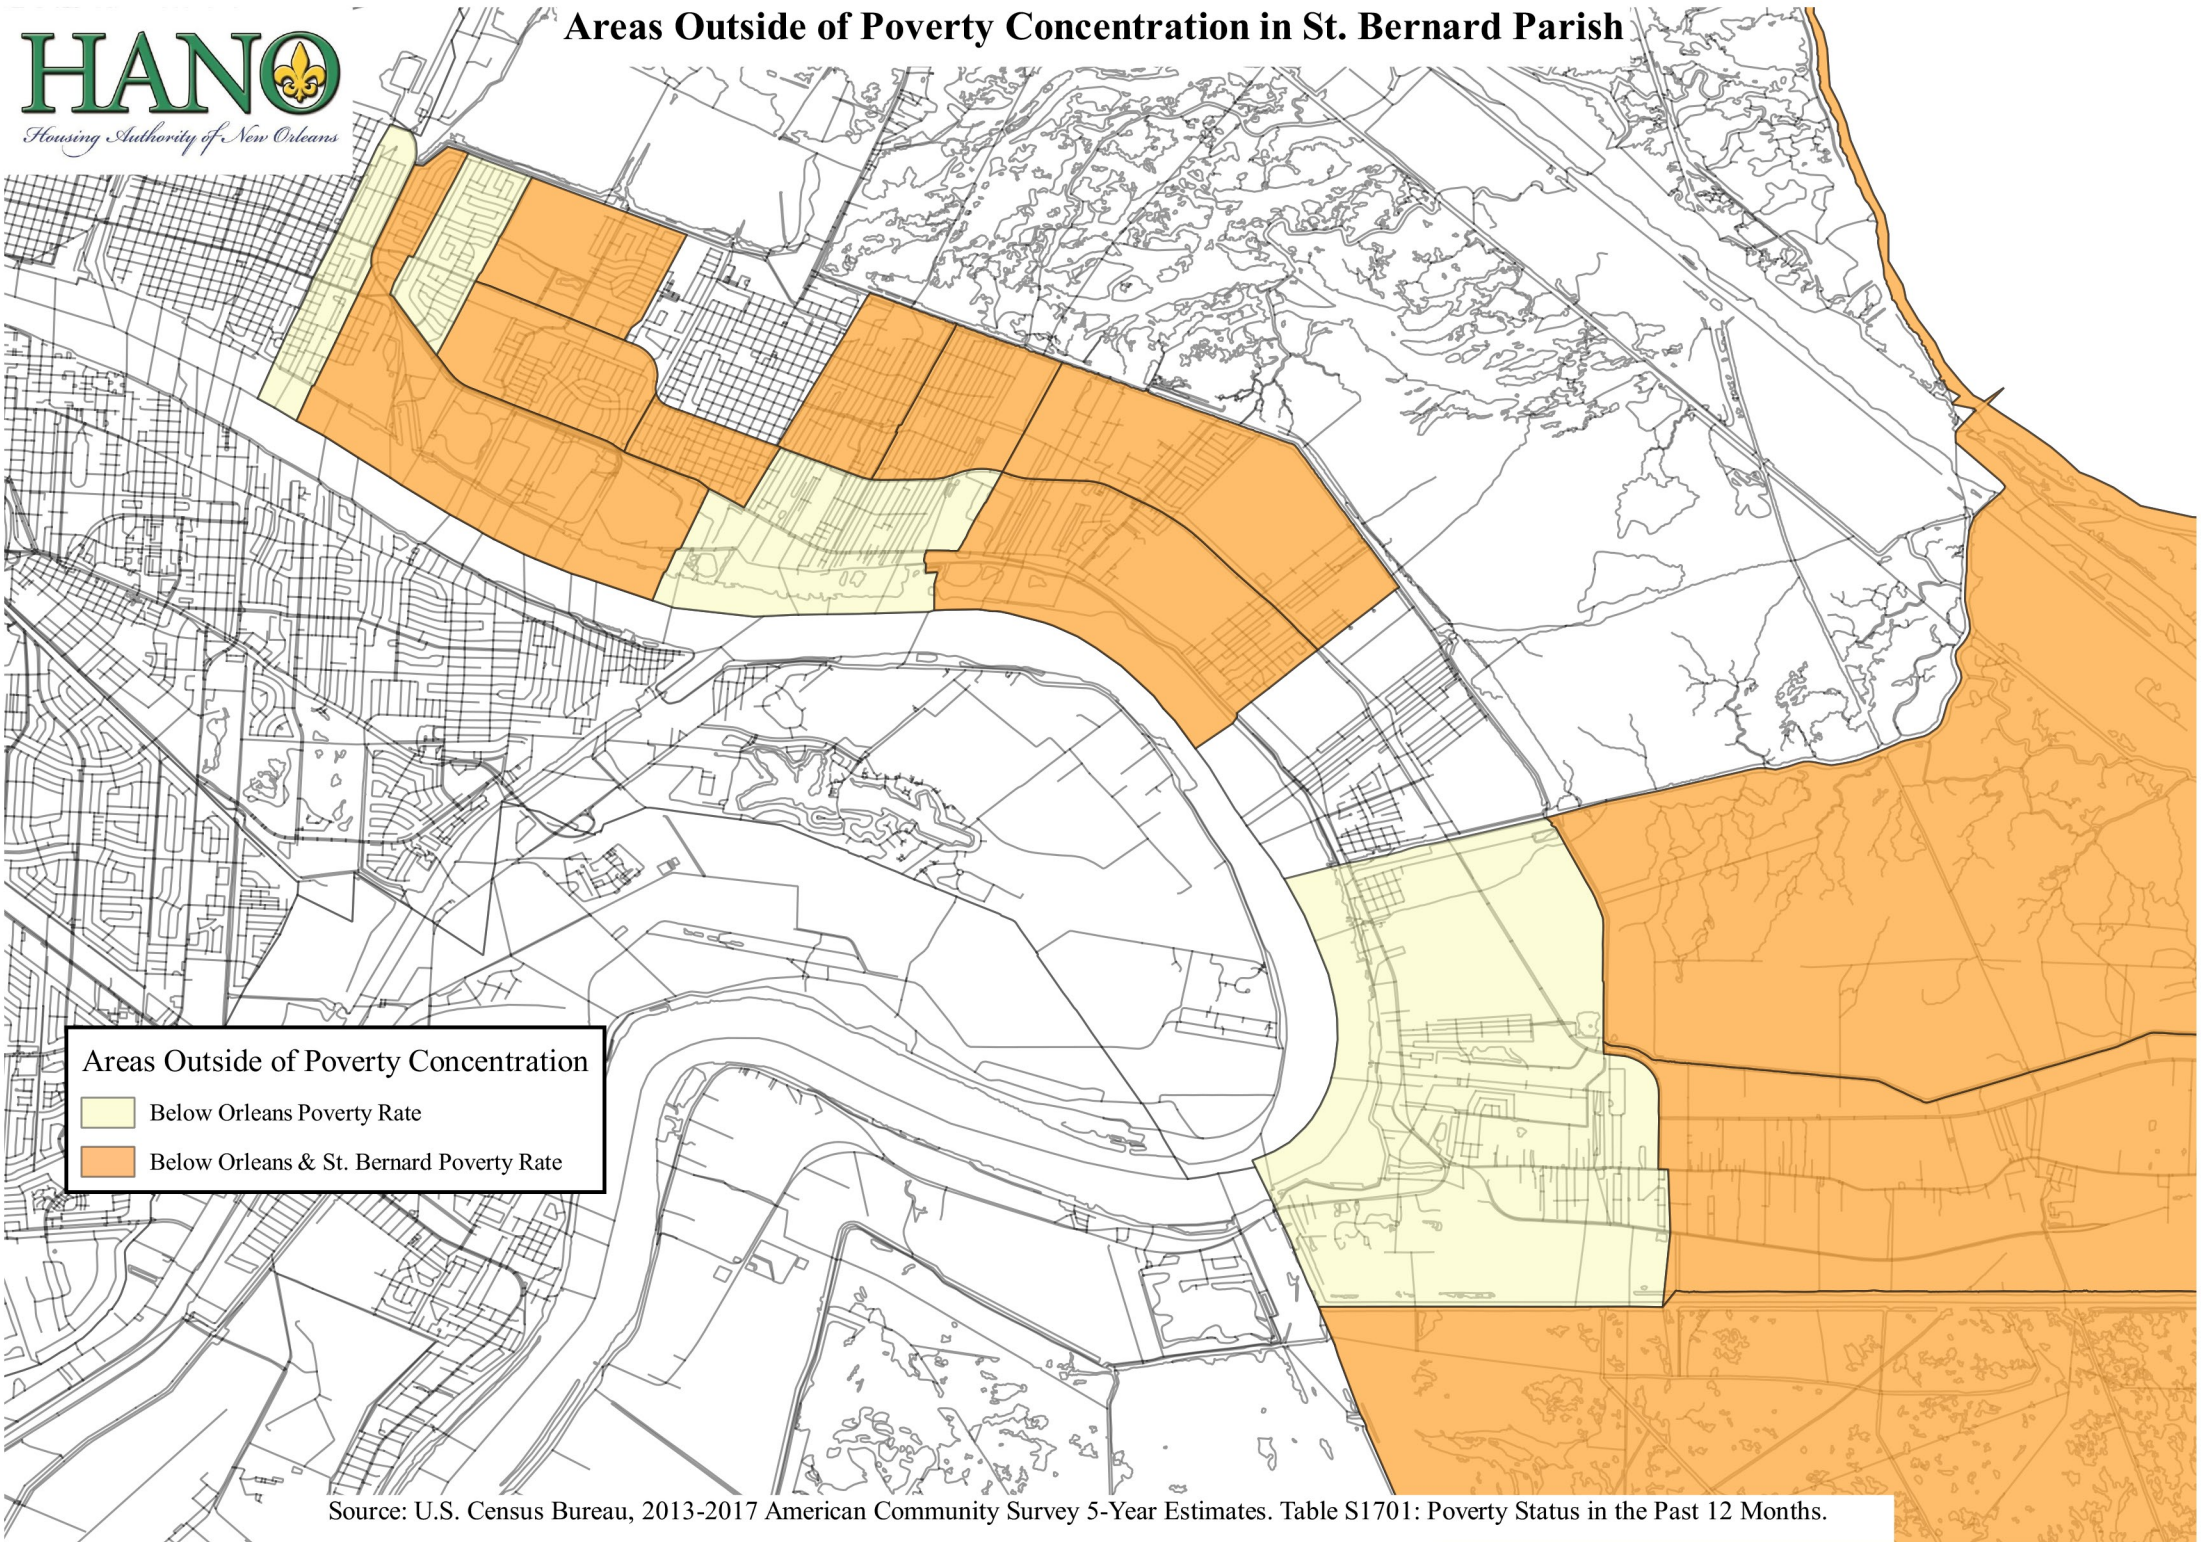 Areas Outside of Poverty Concentration in St. Bernard Parish
HANO
Housing Authority of New Orleans
Areas Outside of Poverty Concentration
Below Orleans Poverty Rate
Below Orleans & St. Bernard Poverty Rate
Source: U.S. Census Bureau, 2013-2017 American Community Survey 5-Year Estimates. Table S1701: Poverty Status in the Past 12 Months.